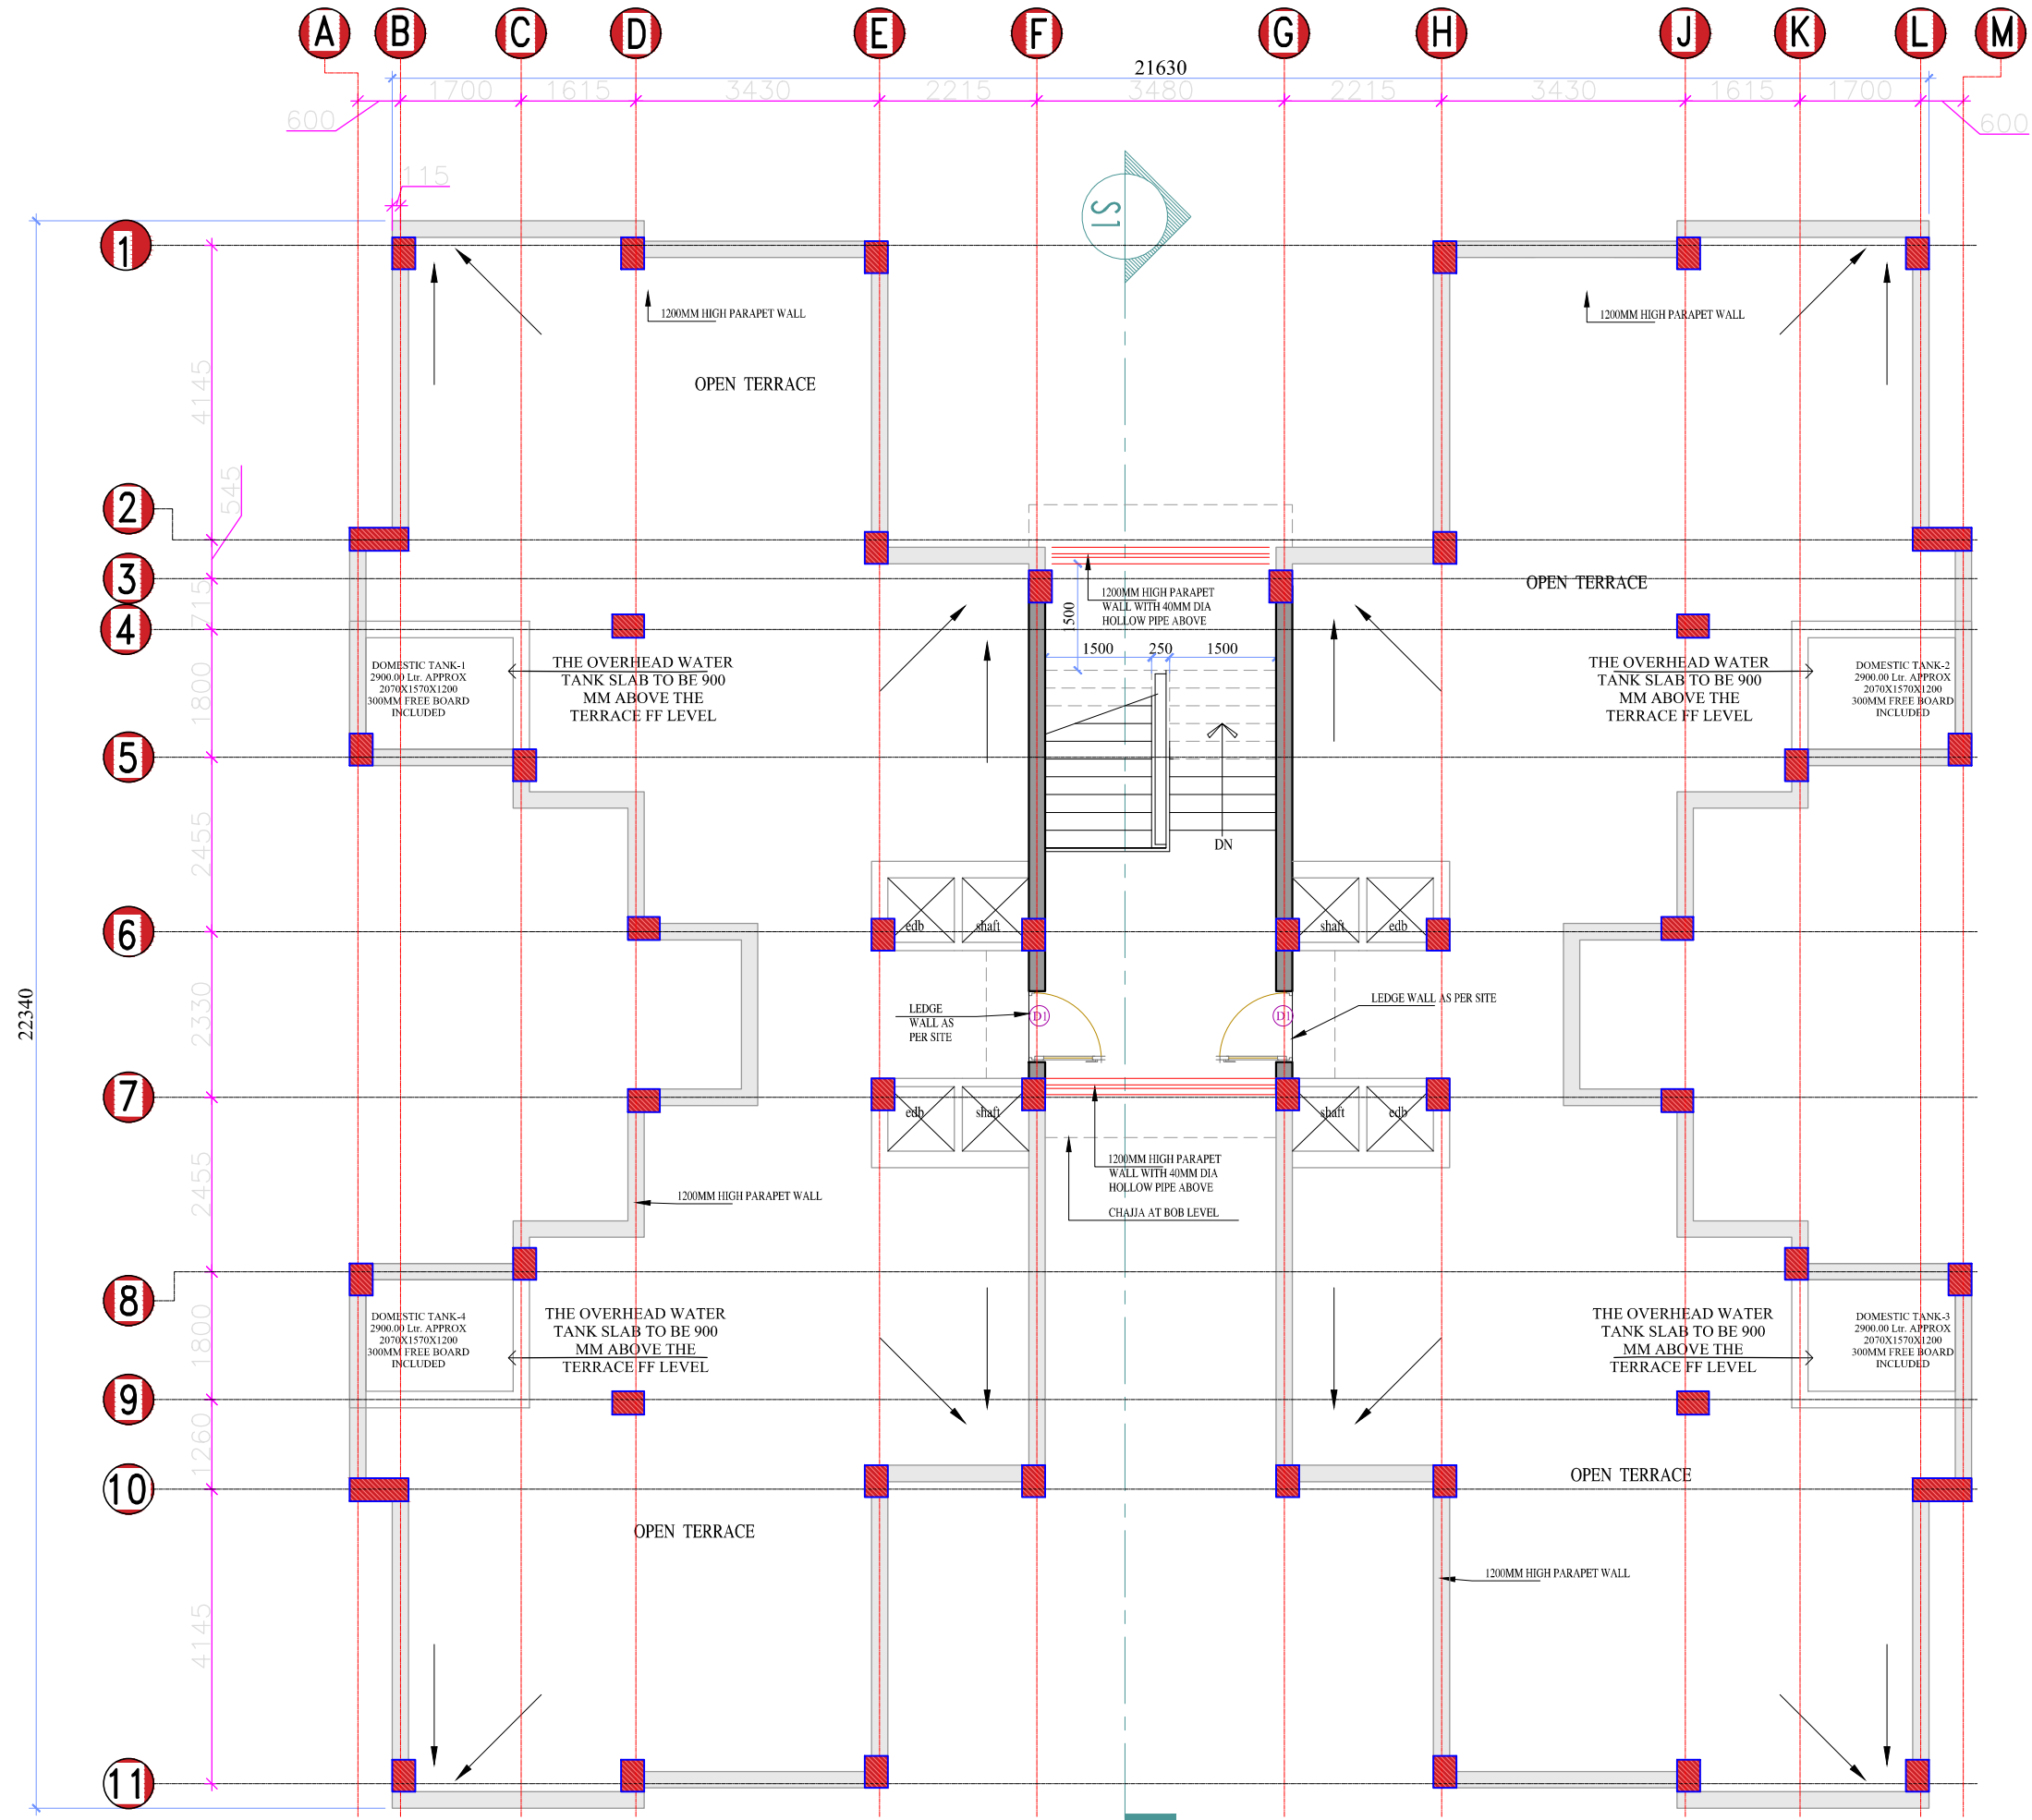 A B C D E F G H J K L M
21630
1700 1615 3430 2215 3480 2215 3430 1615 1700
600
600
115
S1
1
1200MM HIGH PARAPET WALL
1200MM HIGH PARAPET WALL
OPEN TERRACE
4145
2
545
3
OPEN TERRACE
1200MM HIGH PARAPET
WALL WITH 40MM DIA
HOLLOW PIPE ABOVE
1500
715
4
1500 250 1500
DOMESTIC TANK-1
2900.00 Ltr. APPROX
2070X1570X1200
300MM FREE BOARD
INCLUDED
THE OVERHEAD WATER
TANK SLAB TO BE 900
MM ABOVE THE
TERRACE FF LEVEL
THE OVERHEAD WATER
TANK SLAB TO BE 900
MM ABOVE THE
TERRACE FF LEVEL
DOMESTIC TANK-2
2900.00 Ltr. APPROX
2070X1570X1200
300MM FREE BOARD
INCLUDED
1800
5
DN
2455
6
edb shaft shaft edb
22340
2330
LEDGE
WALL AS
PER SITE
D1
D1
LEDGE WALL AS PER SITE
7
edb shaft shaft edb
1200MM HIGH PARAPET
WALL WITH 40MM DIA
HOLLOW PIPE ABOVE
CHAJJA AT BOB LEVEL
2455
1200MM HIGH PARAPET WALL
8
DOMESTIC TANK-4
2900.00 Ltr. APPROX
2070X1570X1200
300MM FREE BOARD
INCLUDED
THE OVERHEAD WATER
TANK SLAB TO BE 900
MM ABOVE THE
TERRACE FF LEVEL
THE OVERHEAD WATER
TANK SLAB TO BE 900
MM ABOVE THE
TERRACE FF LEVEL
DOMESTIC TANK-3
2900.00 Ltr. APPROX
2070X1570X1200
300MM FREE BOARD
INCLUDED
1800
9
1260
10
OPEN TERRACE
OPEN TERRACE
1200MM HIGH PARAPET WALL
4145
11